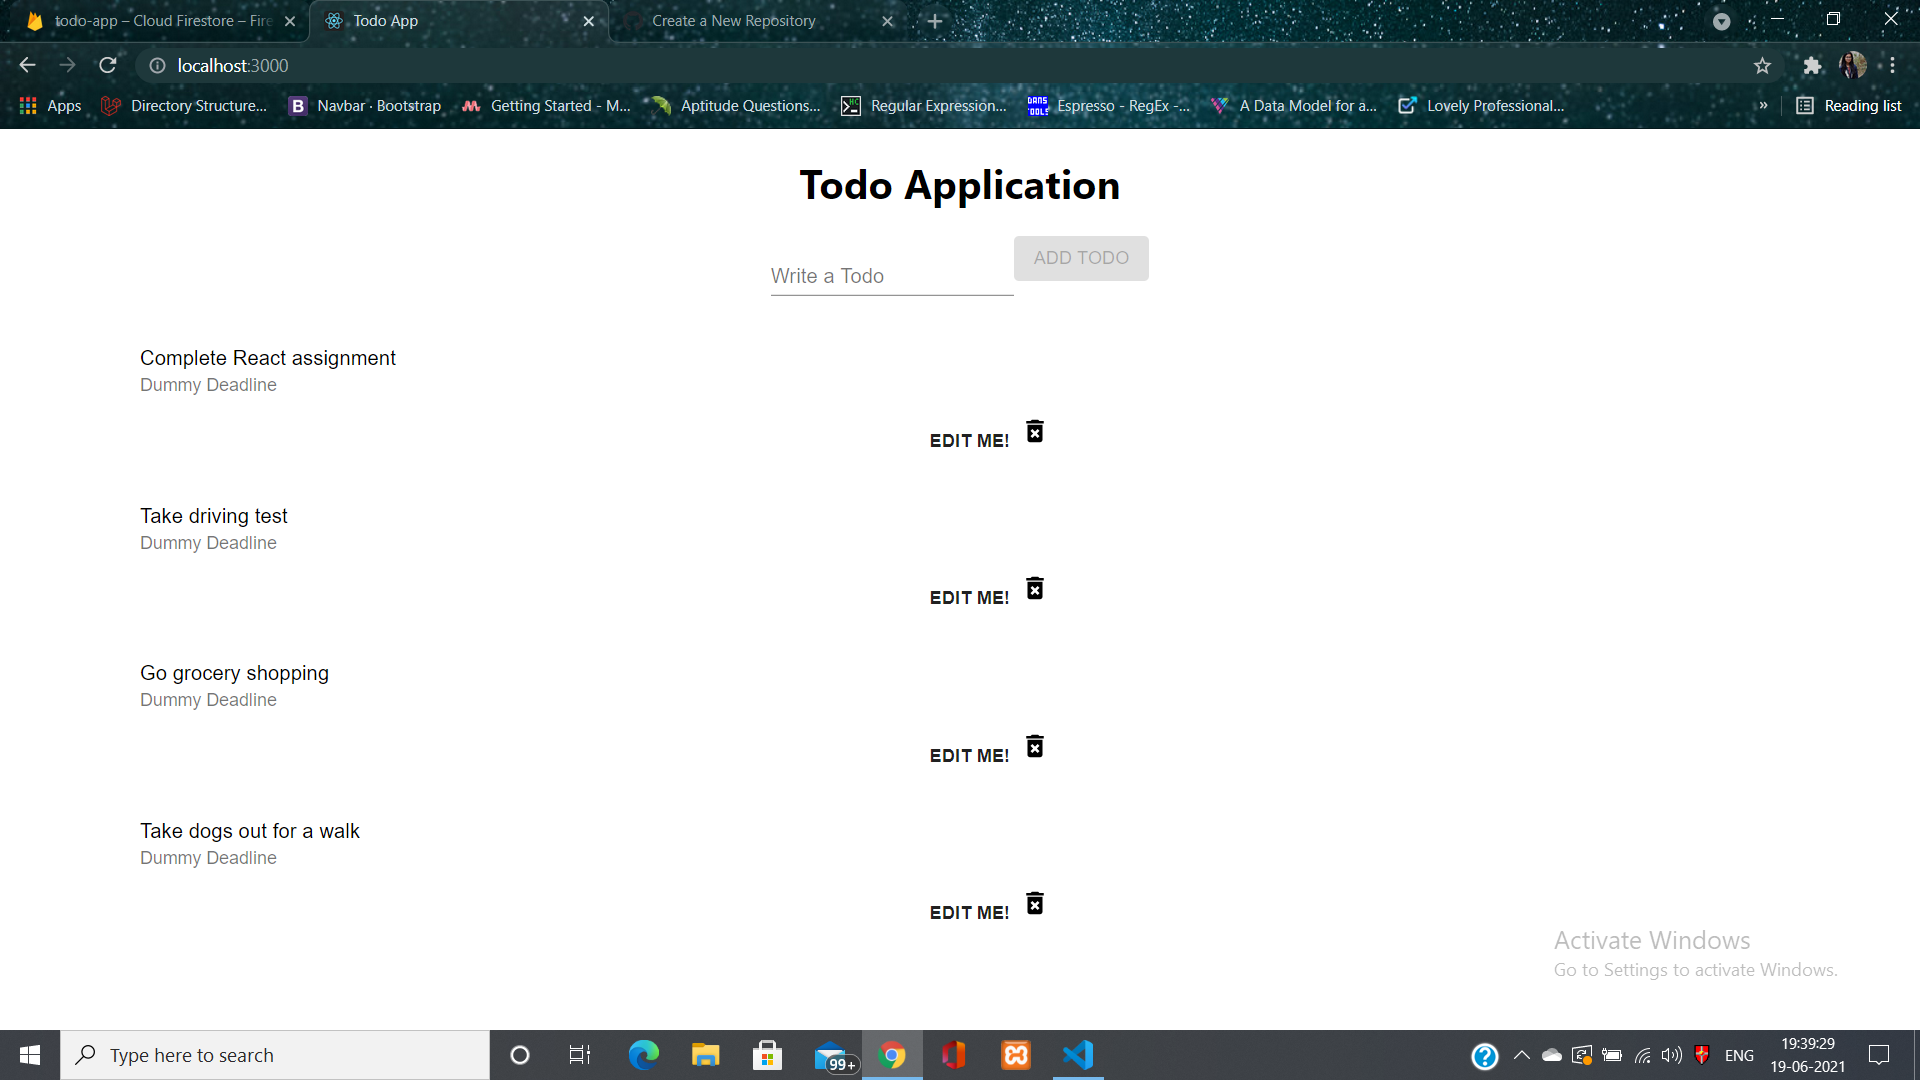 todo-app – Cloud Firestore – Fire
Todo App
Create a New Repository
localhost:3000
Apps
Directory Structure...
B
Navbar · Bootstrap
Getting Started - M...
Aptitude Questions...
Regular Expression...
DANS TOOLS
Espresso - RegEx -...
A Data Model for a...
Lovely Professional...
»
Reading list
Todo Application
Write a Todo
ADD TODO
Complete React assignment
Dummy Deadline
EDIT ME!
Take driving test
Dummy Deadline
EDIT ME!
Go grocery shopping
Dummy Deadline
EDIT ME!
Take dogs out for a walk
Dummy Deadline
EDIT ME!
Activate Windows
Go to Settings to activate Windows.
Type here to search
99+
ENG
19:39:29
19-06-2021